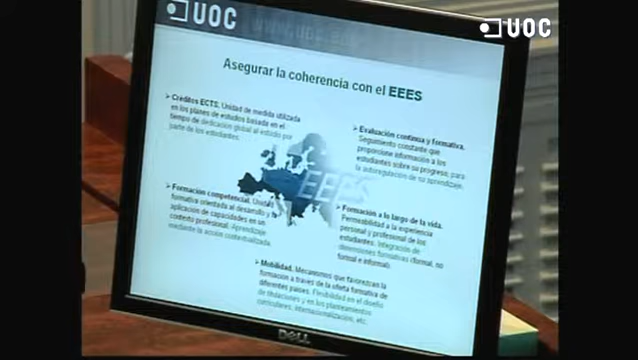 UOC
www.uoc.edu
UOC
Asegurar la coherencia con el EEES
Créditos ECTS. Unidad de medida utilizada
en los planes de estudios basada en el
tiempo de dedicación global al estudio por
parte de los estudiantes.
Evaluación continua y formativa.
Seguimiento constante que
proporcione información a los
estudiantes sobre su progreso, para
la autoregulación de su aprendizaje.
EEES
Formación competencial. Unidad
formativa orientada al desarrollo y
aplicación de capacidades en un
contexto profesional. Aprendizaje
mediante la acción contextualizada.
Formación a lo largo de la vida.
Permeabilidad a la experiencia
personal y profesional de los
estudiantes. Integración de
dimensiones formativas (formal, no
formal e informal)
Mobilidad. Mecanismos que favorezcan la
formación a través de la oferta formativa de
diferentes países. Flexibilidad en el diseño
de titulaciones y en los planteamientos
curriculares, internacionalización, etc.
DELL